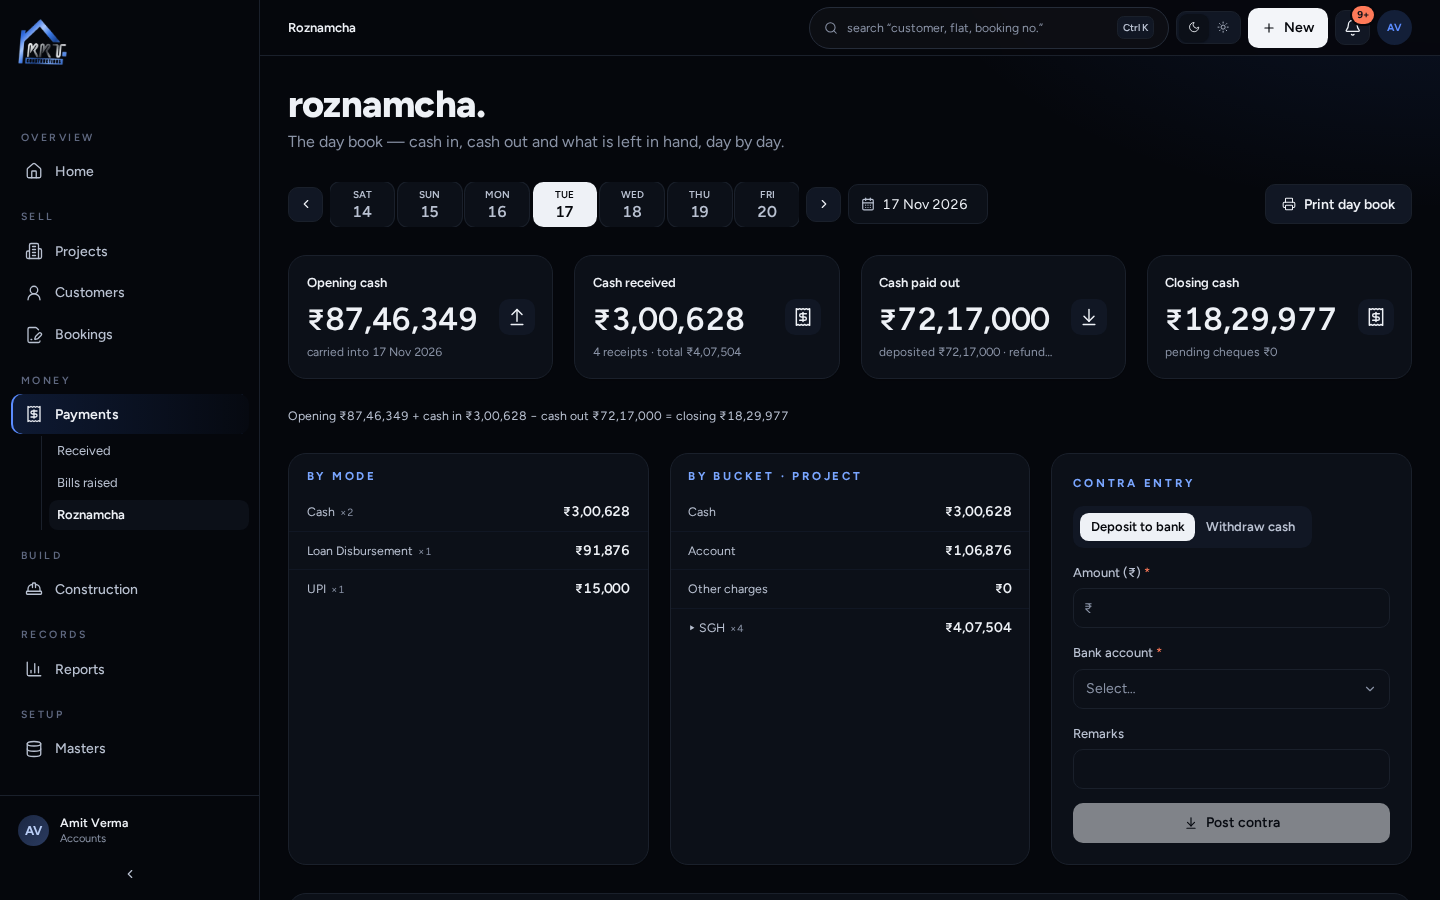 RKT
Roznamcha
search “customer, flat, booking no.”
Ctrl K
New
9+
AV
OVERVIEW
Home
SELL
Projects
Customers
Bookings
MONEY
Payments
Received
Bills raised
Roznamcha
BUILD
Construction
RECORDS
Reports
SETUP
Masters
AV
Amit Verma
Accounts
roznamcha.
The day book — cash in, cash out and what is left in hand, day by day.
SAT 14
SUN 15
MON 16
TUE 17
WED 18
THU 19
FRI 20
17 Nov 2026
Print day book
Opening cash
₹87,46,349
carried into 17 Nov 2026
Cash received
₹3,00,628
4 receipts · total ₹4,07,504
Cash paid out
₹72,17,000
deposited ₹72,17,000 · refund...
Closing cash
₹18,29,977
pending cheques ₹0
Opening ₹87,46,349 + cash in ₹3,00,628 − cash out ₹72,17,000 = closing ₹18,29,977
BY MODE
Cash ×2 ₹3,00,628
Loan Disbursement ×1 ₹91,876
UPI ×1 ₹15,000
BY BUCKET · PROJECT
Cash ₹3,00,628
Account ₹1,06,876
Other charges ₹0
SGH ×4 ₹4,07,504
CONTRA ENTRY
Deposit to bank
Withdraw cash
Amount (₹) *
₹
Bank account *
Select...
Remarks
Post contra